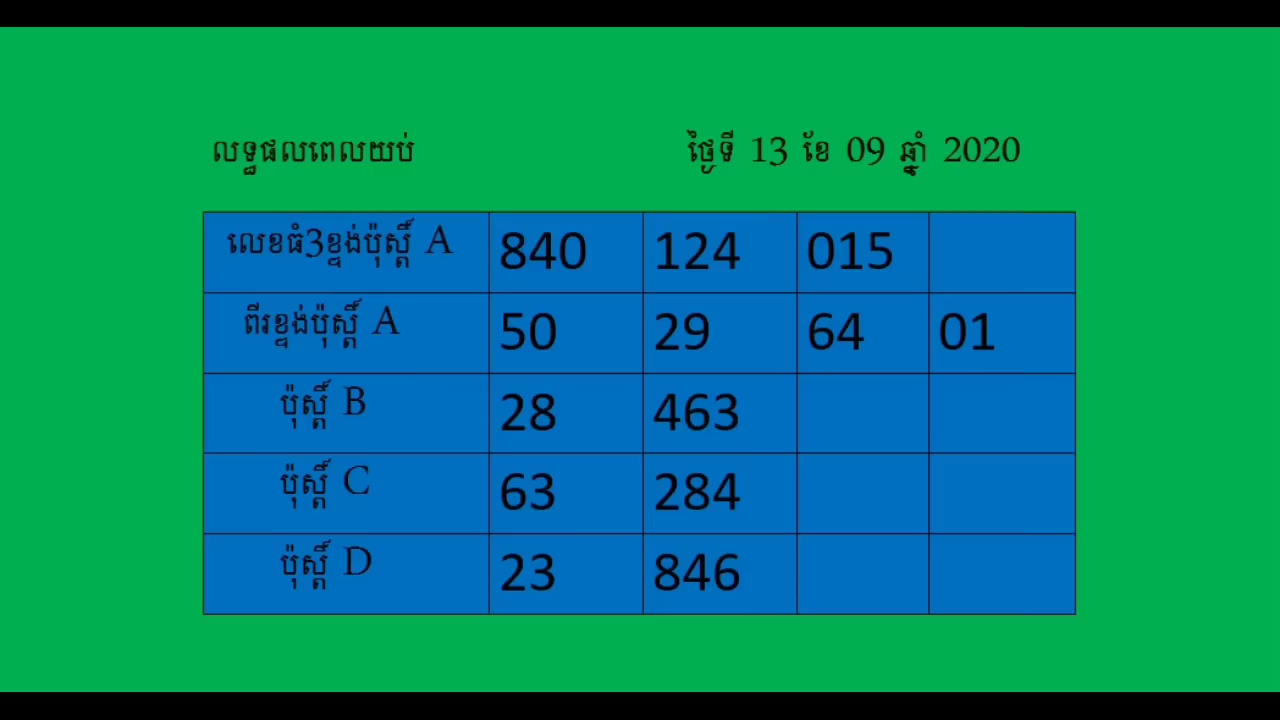 លទ្ធផលពេលយប់ ថ្ងៃទី 13 ខែ 09 ឆ្នាំ 2020
លេខធំ3ខ្ទង់ប៉ុស្តិ៍ A 840 124 015
ពីរខ្ទង់ប៉ុស្តិ៍ A 50 29 64 01
ប៉ុស្តិ៍ B 28 463
ប៉ុស្តិ៍ C 63 284
ប៉ុស្តិ៍ D 23 846